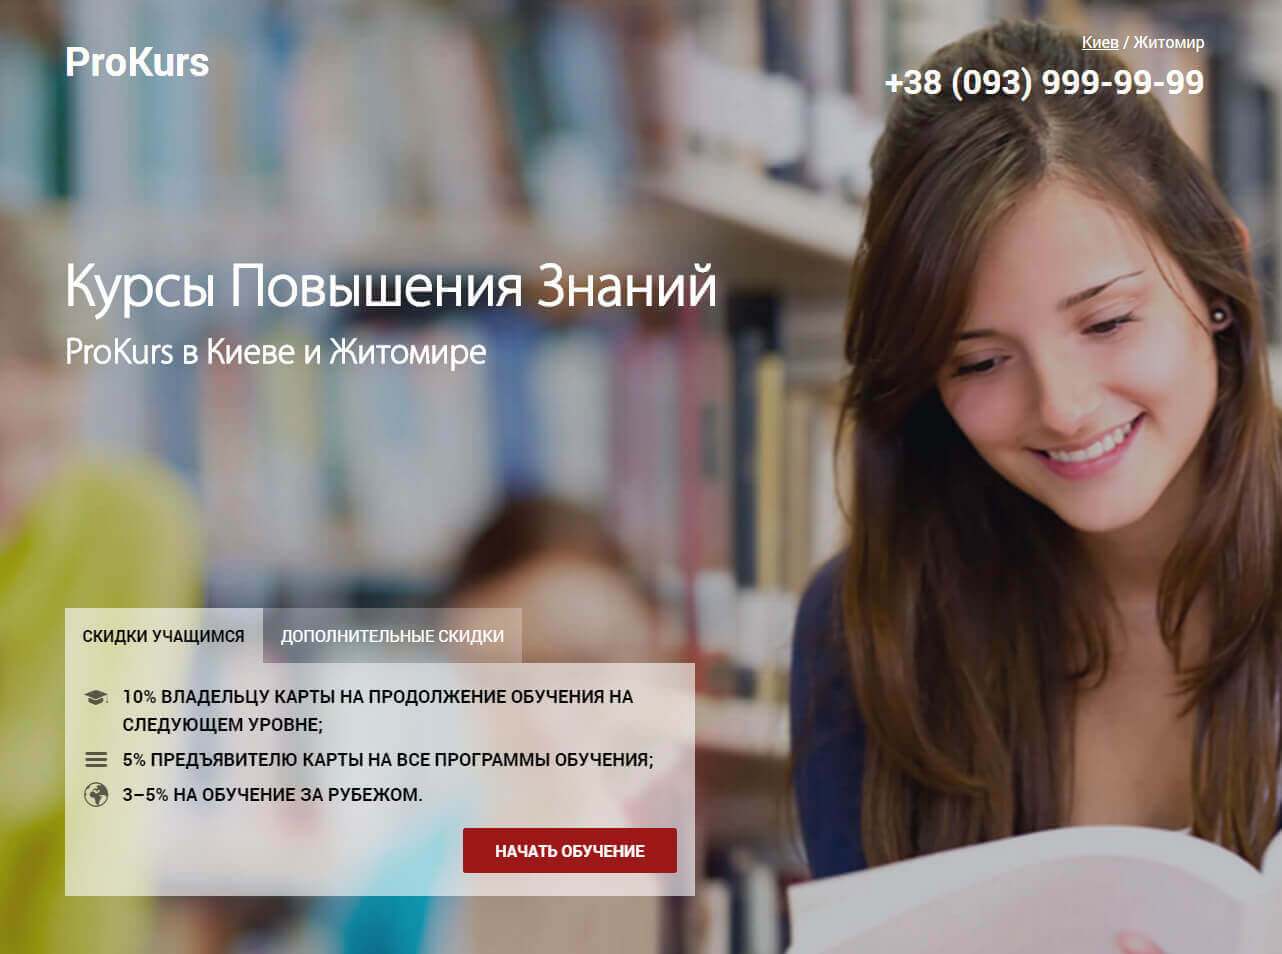 ProKurs
Киев / Житомир
+38 (093) 999-99-99
Курсы Повышения Знаний
ProKurs в Киеве и Житомире
СКИДКИ УЧАЩИМСЯ
ДОПОЛНИТЕЛЬНЫЕ СКИДКИ
10% ВЛАДЕЛЬЦУ КАРТЫ НА ПРОДОЛЖЕНИЕ ОБУЧЕНИЯ НА
СЛЕДУЮЩЕМ УРОВНЕ;
5% ПРЕДЪЯВИТЕЛЮ КАРТЫ НА ВСЕ ПРОГРАММЫ ОБУЧЕНИЯ;
3–5% НА ОБУЧЕНИЕ ЗА РУБЕЖОМ.
НАЧАТЬ ОБУЧЕНИЕ